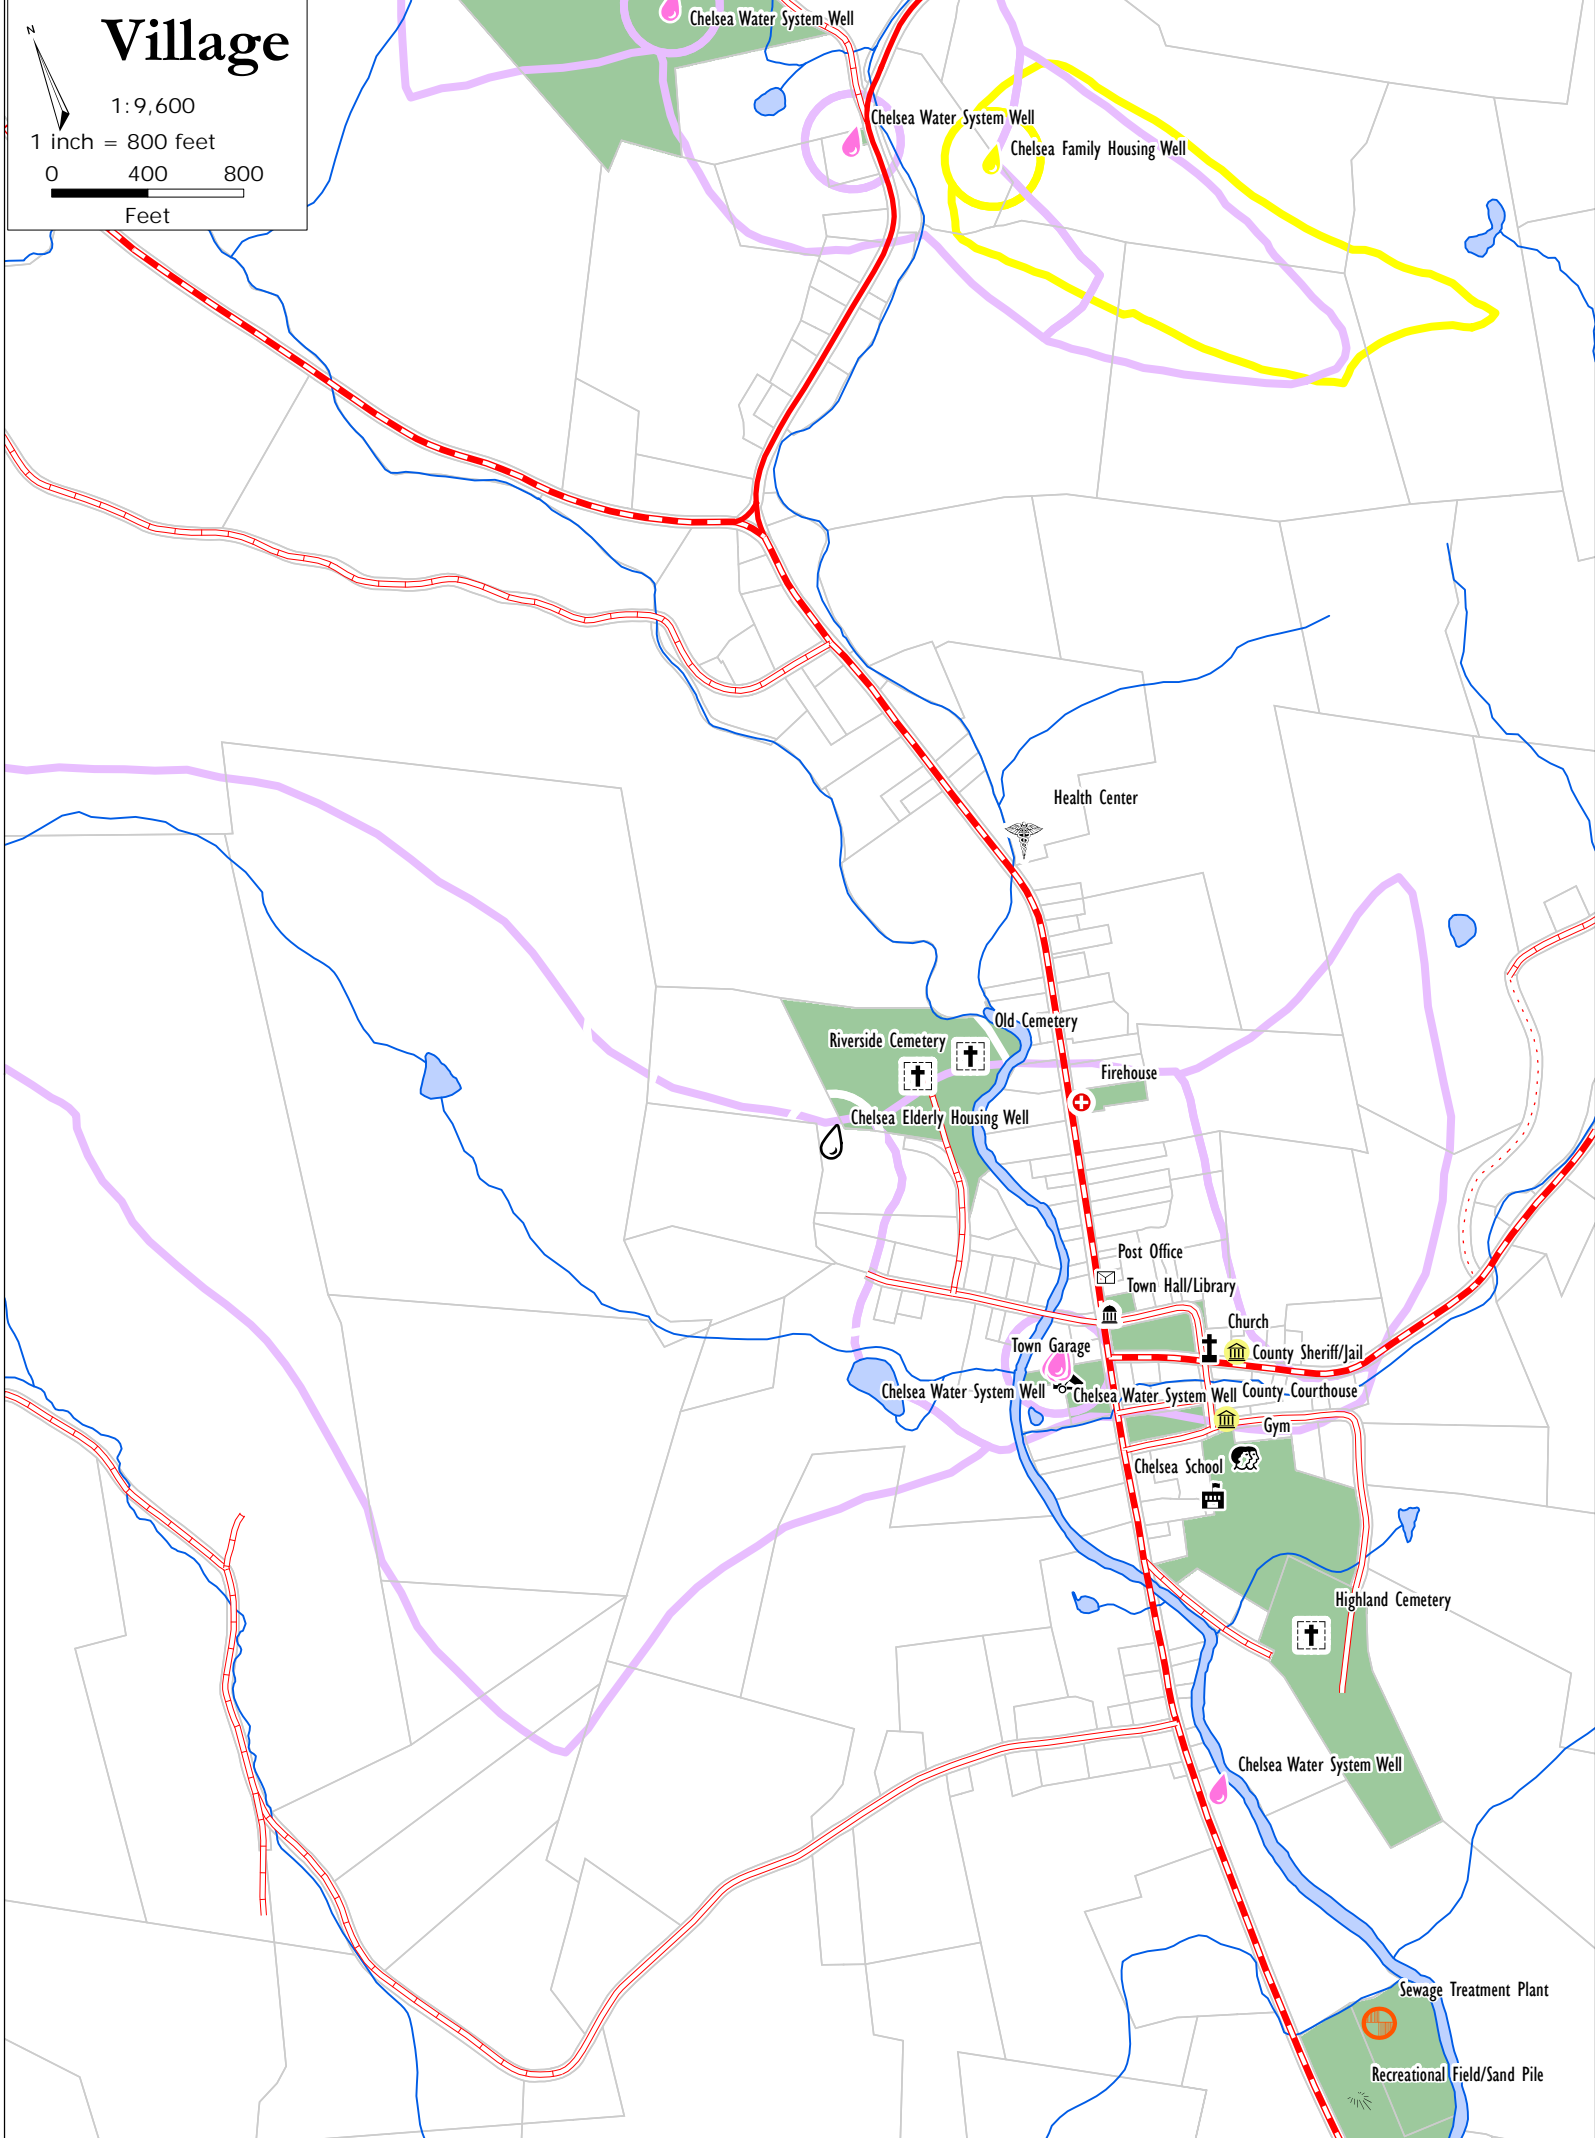 Village
N
1:9,600
1 inch = 800 feet
0 400 800
Feet
Chelsea Water System Well
Chelsea Water System Well
Chelsea Family Housing Well
Health Center
Old Cemetery
Riverside Cemetery
Firehouse
Chelsea Elderly Housing Well
Post Office
Town Hall/Library
Church
Town Garage
County Sheriff/Jail
Chelsea Water System Well
Chelsea Water System Well
County Courthouse
Gym
Chelsea School
Highland Cemetery
Chelsea Water System Well
Sewage Treatment Plant
Recreational Field/Sand Pile